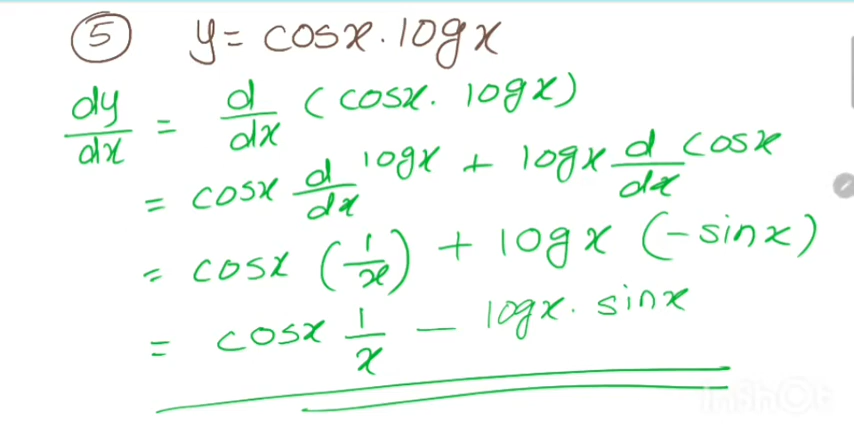 ⑤ y = cosx . logx
dy/dx = d/dx (cosx . logx)
= cosx d/dx logx + logx d/dx cosx
= cosx (1/x) + logx (-sinx)
= cosx 1/x - logx . sinx
InShOt